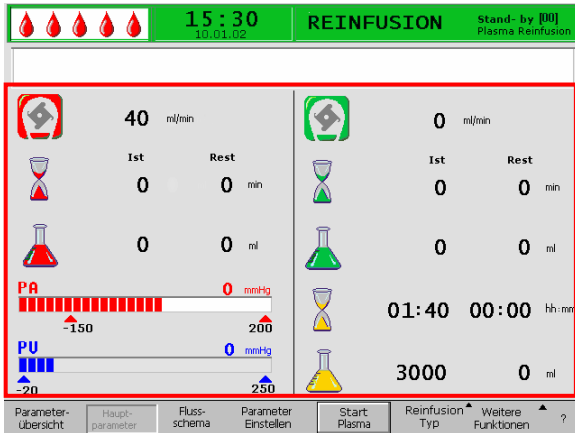 15:30
10.01.02
REINFUSION
Stand- by [00]
Plasma Reinfusion
40 ml/min
Ist Rest
0 0 min
0 0 ml
PA 0 mmHg
-150 200
PV 0 mmHg
-20 250
0 ml/min
Ist Rest
0 0 min
0 0 ml
01:40 00:00 hh:mm
3000 0 ml
Parameter-
übersicht
Haupt-
parameter
Fluss-
schema
Parameter
Einstellen
Start
Plasma
Reinfusion
Typ
Weitere
Funktionen
?